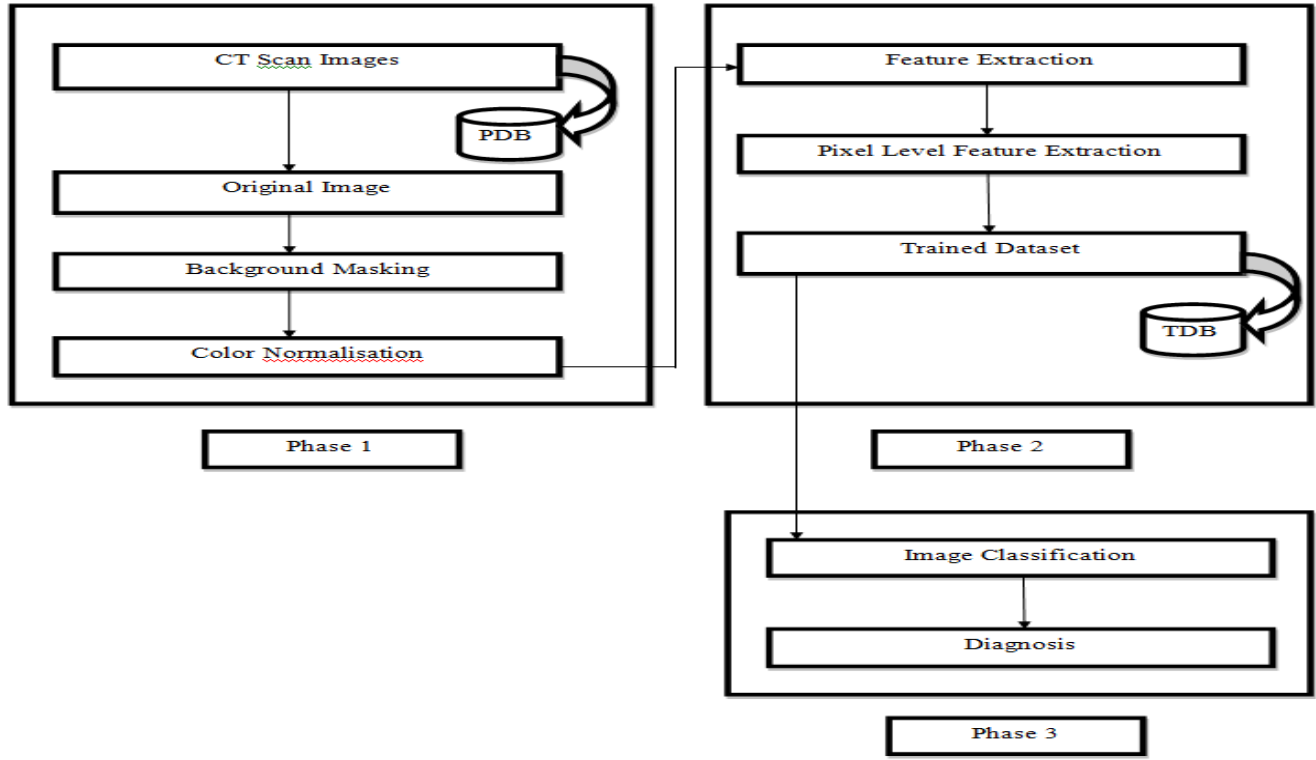 CT Scan Images
PDB
Original Image
Background Masking
Color Normalisation
Phase 1
Feature Extraction
Pixel Level Feature Extraction
Trained Dataset
TDB
Phase 2
Image Classification
Diagnosis
Phase 3